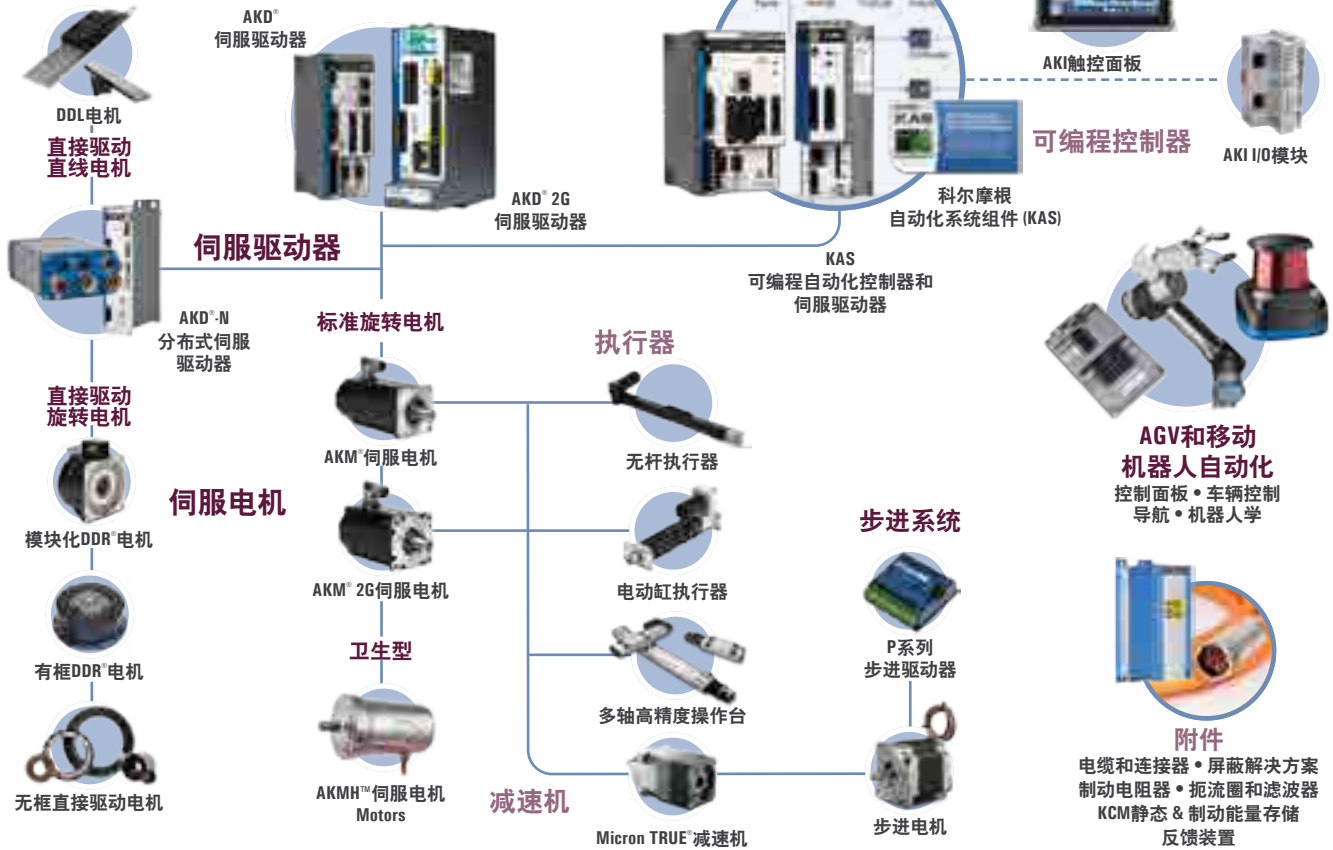 AKD®
伺服驱动器
AKD® 2G
伺服驱动器
DDL电机
直接驱动
直线电机
伺服驱动器
AKD®-N
分布式伺服
驱动器
直接驱动
旋转电机
模块化DDR®电机
有框DDR®电机
无框直接驱动电机
伺服电机
标准旋转电机
AKM®伺服电机
AKM® 2G伺服电机
卫生型
AKMH™伺服电机
Motors
KAS
科尔摩根
自动化系统组件 (KAS)
KAS
可编程自动化控制器和
伺服驱动器
可编程控制器
AKI触控面板
AKI I/O模块
执行器
无杆执行器
电动缸执行器
多轴高精度操作台
减速机
Micron TRUE®减速机
步进系统
P系列
步进驱动器
步进电机
AGV和移动
机器人自动化
控制面板 • 车辆控制
导航 • 机器人学
附件
电缆和连接器 • 屏蔽解决方案
制动电阻器 • 扼流圈和滤波器
KCM静态 & 制动能量存储
反馈装置